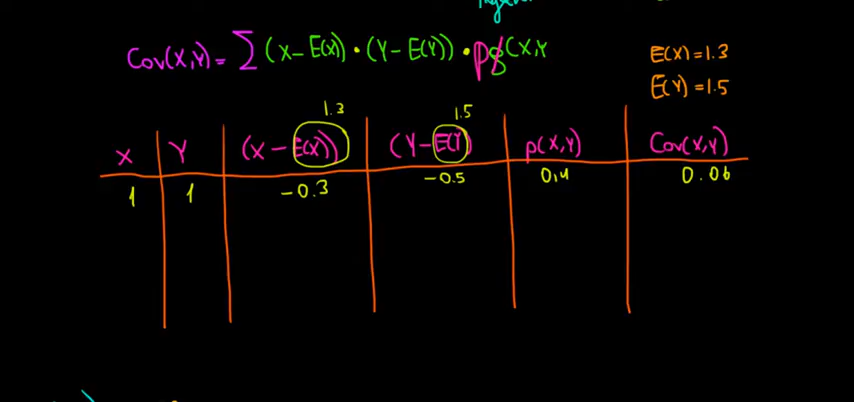 Cov(X,Y) = ∑ (X - E(X)) • (Y - E(Y)) • p(X,Y
E(X) = 1.3
E(Y) = 1.5
1.3 1.5
X Y (X - E(X)) (Y - E(Y) p(X,Y) Cov(X,Y)
1 1 -0.3 -0.5 0.4 0.06